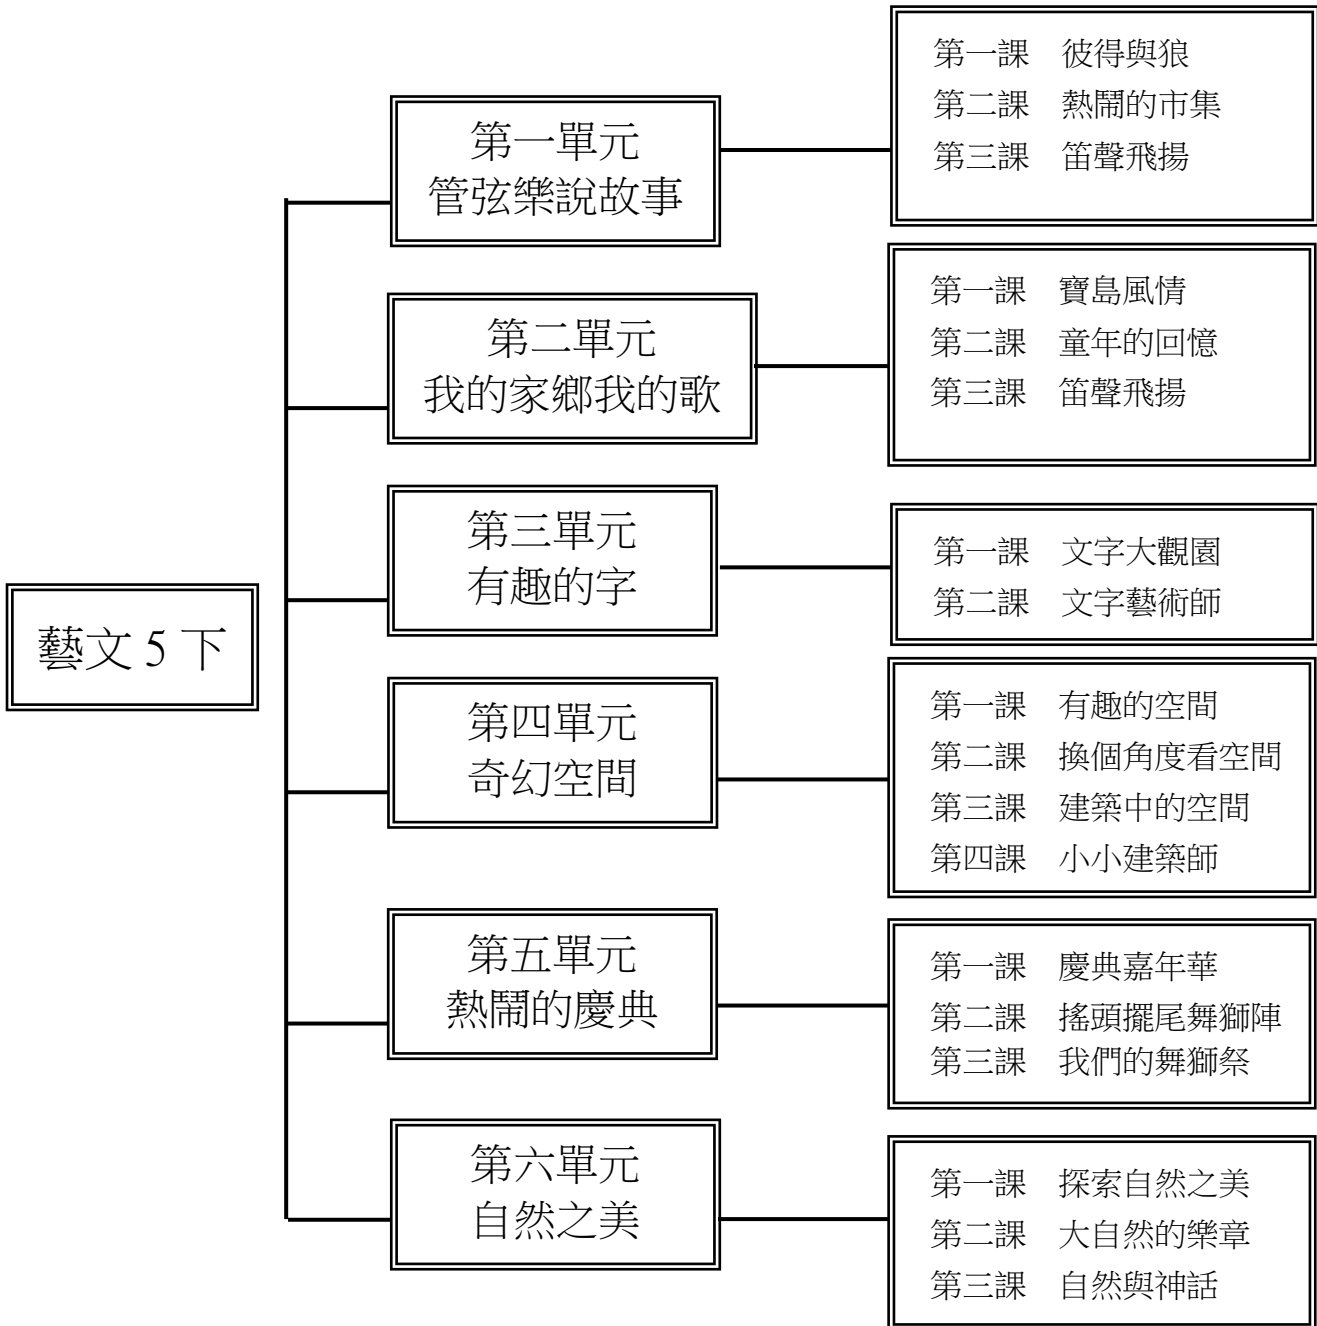 藝文 5 下
第一單元
管弦樂說故事
第一課　彼得與狼
第二課　熱鬧的市集
第三課　笛聲飛揚
第二單元
我的家鄉我的歌
第一課　寶島風情
第二課　童年的回憶
第三課　笛聲飛揚
第三單元
有趣的字
第一課　文字大觀園
第二課　文字藝術師
第四單元
奇幻空間
第一課　有趣的空間
第二課　換個角度看空間
第三課　建築中的空間
第四課　小小建築師
第五單元
熱鬧的慶典
第一課　慶典嘉年華
第二課　搖頭擺尾舞獅陣
第三課　我們的舞獅祭
第六單元
自然之美
第一課　探索自然之美
第二課　大自然的樂章
第三課　自然與神話